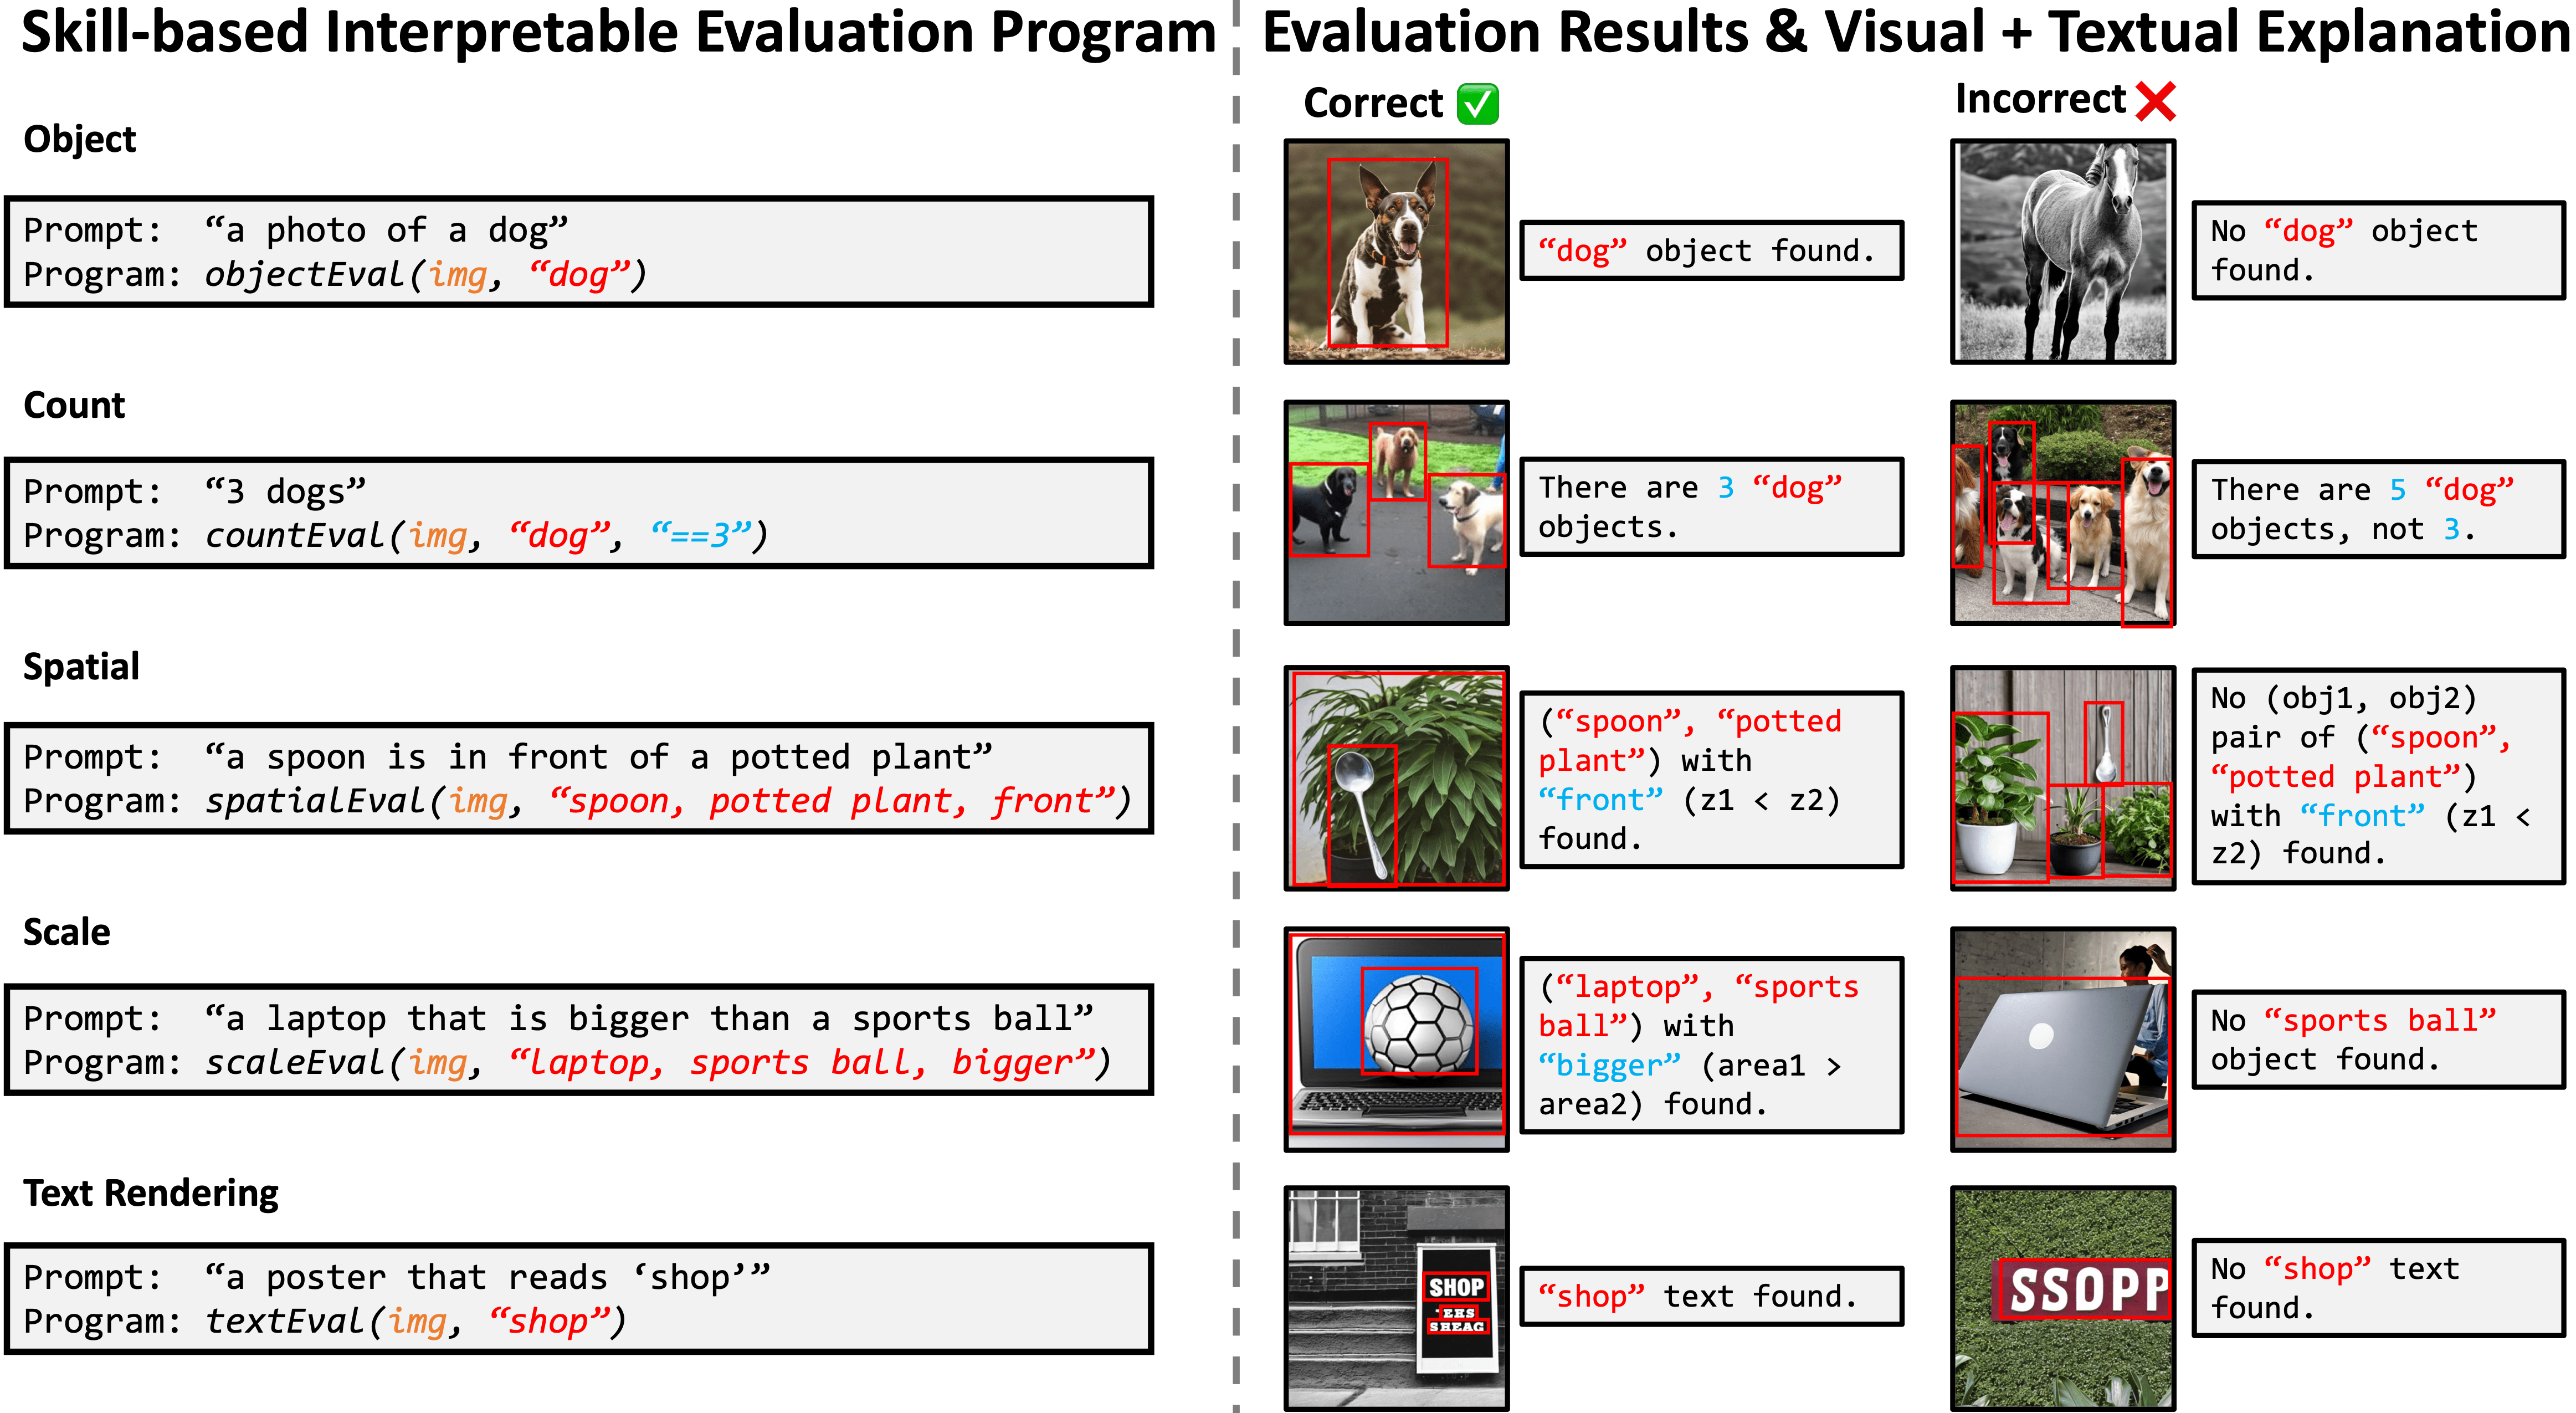 Skill-based Interpretable Evaluation Program
Evaluation Results & Visual + Textual Explanation
Correct
Incorrect
Object
Prompt: “a photo of a dog”
Program: objectEval(img, “dog”)
“dog” object found.
No “dog” object
found.
Count
Prompt: “3 dogs”
Program: countEval(img, “dog”, “==3”)
There are 3 “dog”
objects.
There are 5 “dog”
objects, not 3.
Spatial
Prompt: “a spoon is in front of a potted plant”
Program: spatialEval(img, “spoon, potted plant, front”)
(“spoon”, “potted
plant”) with
“front” (z1 < z2)
found.
No (obj1, obj2)
pair of (“spoon”,
“potted plant”)
with “front” (z1 <
z2) found.
Scale
Prompt: “a laptop that is bigger than a sports ball”
Program: scaleEval(img, “laptop, sports ball, bigger”)
(“laptop”, “sports
ball”) with
“bigger” (area1 >
area2) found.
No “sports ball”
object found.
Text Rendering
Prompt: “a poster that reads ‘shop’”
Program: textEval(img, “shop”)
SHOP
SHEAG
“shop” text found.
SSOPP
No “shop” text
found.